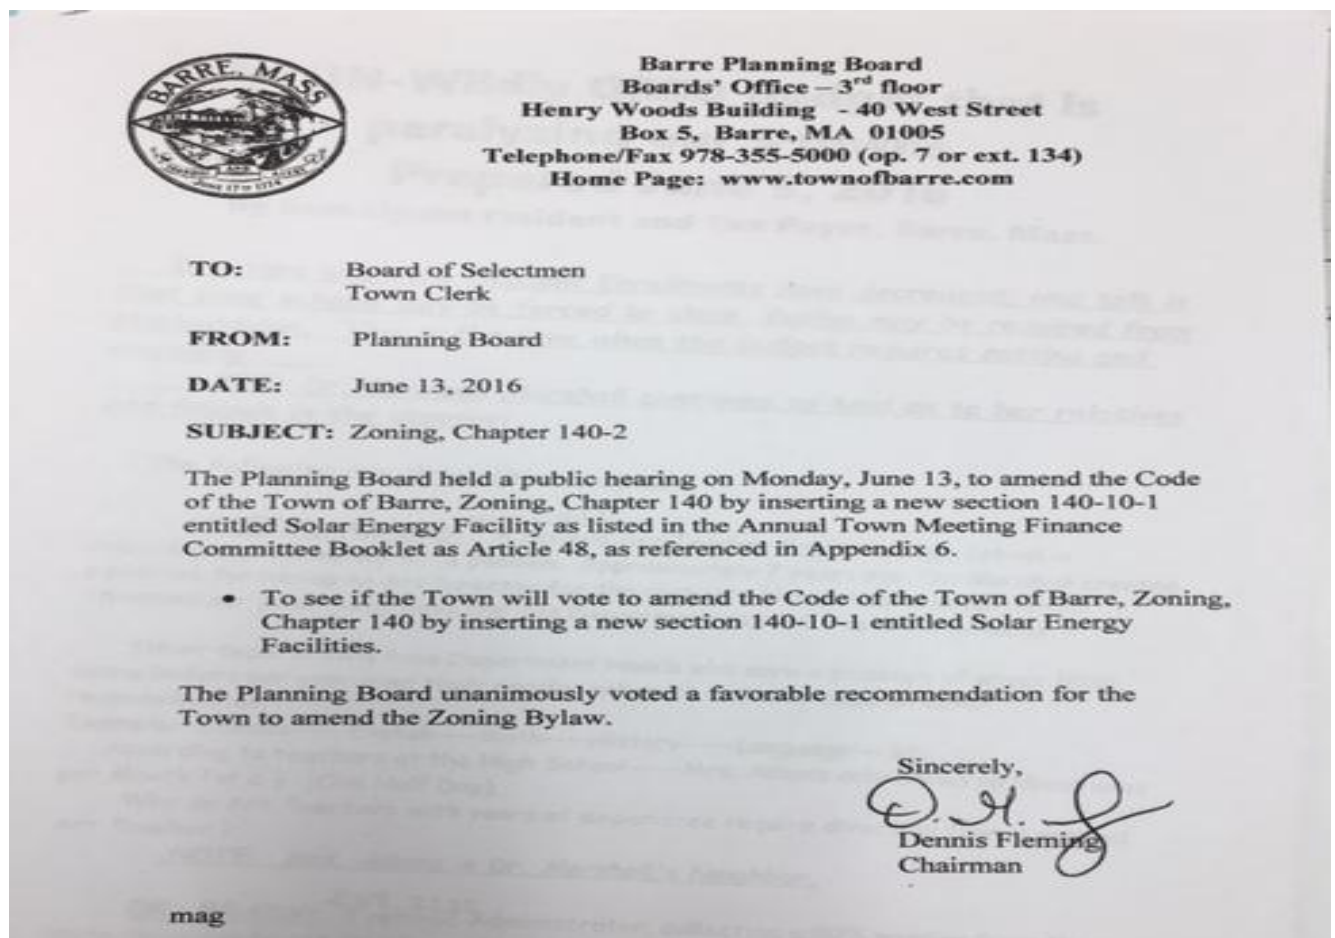 BARRE, MASS
Barre Planning Board
Boards' Office – 3rd floor
Henry Woods Building - 40 West Street
Box 5, Barre, MA 01005
Telephone/Fax 978-355-5000 (op. 7 or ext. 134)
Home Page: www.townofbarre.com
TO: Board of Selectmen
Town Clerk
FROM: Planning Board
DATE: June 13, 2016
SUBJECT: Zoning, Chapter 140-2
The Planning Board held a public hearing on Monday, June 13, to amend the Code
of the Town of Barre, Zoning, Chapter 140 by inserting a new section 140-10-1
entitled Solar Energy Facility as listed in the Annual Town Meeting Finance
Committee Booklet as Article 48, as referenced in Appendix 6.
• To see if the Town will vote to amend the Code of the Town of Barre, Zoning,
Chapter 140 by inserting a new section 140-10-1 entitled Solar Energy
Facilities.
The Planning Board unanimously voted a favorable recommendation for the
Town to amend the Zoning Bylaw.
Sincerely,
Dennis Fleming
Chairman
mag